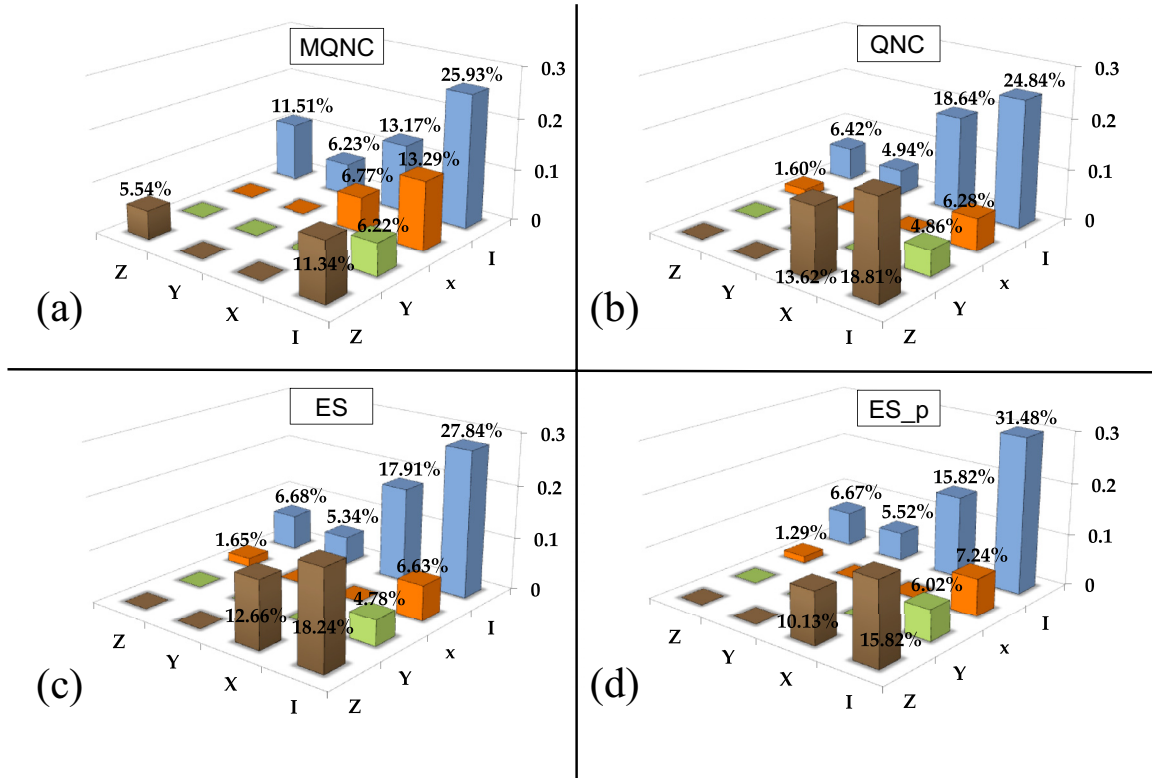 MQNC
25.93%
0.3
11.51%
13.17%
6.23%
13.29%
0.2
5.54%
6.77%
0.1
6.22%
0
11.34%
Z
Y
X
I
I
x
Y
Z
(a)
QNC
24.84%
0.3
18.64%
6.42%
4.94%
0.2
1.60%
0.1
6.28%
4.86%
0
13.62%
18.81%
Z
Y
X
I
I
x
Y
Z
(b)
ES
27.84%
0.3
17.91%
6.68%
5.34%
0.2
1.65%
0.1
6.63%
4.78%
0
12.66%
18.24%
Z
Y
X
I
I
x
Y
Z
(c)
ES_p
31.48%
0.3
15.82%
6.67%
5.52%
0.2
1.29%
0.1
7.24%
6.02%
0
10.13%
15.82%
Z
Y
X
I
I
x
Y
Z
(d)